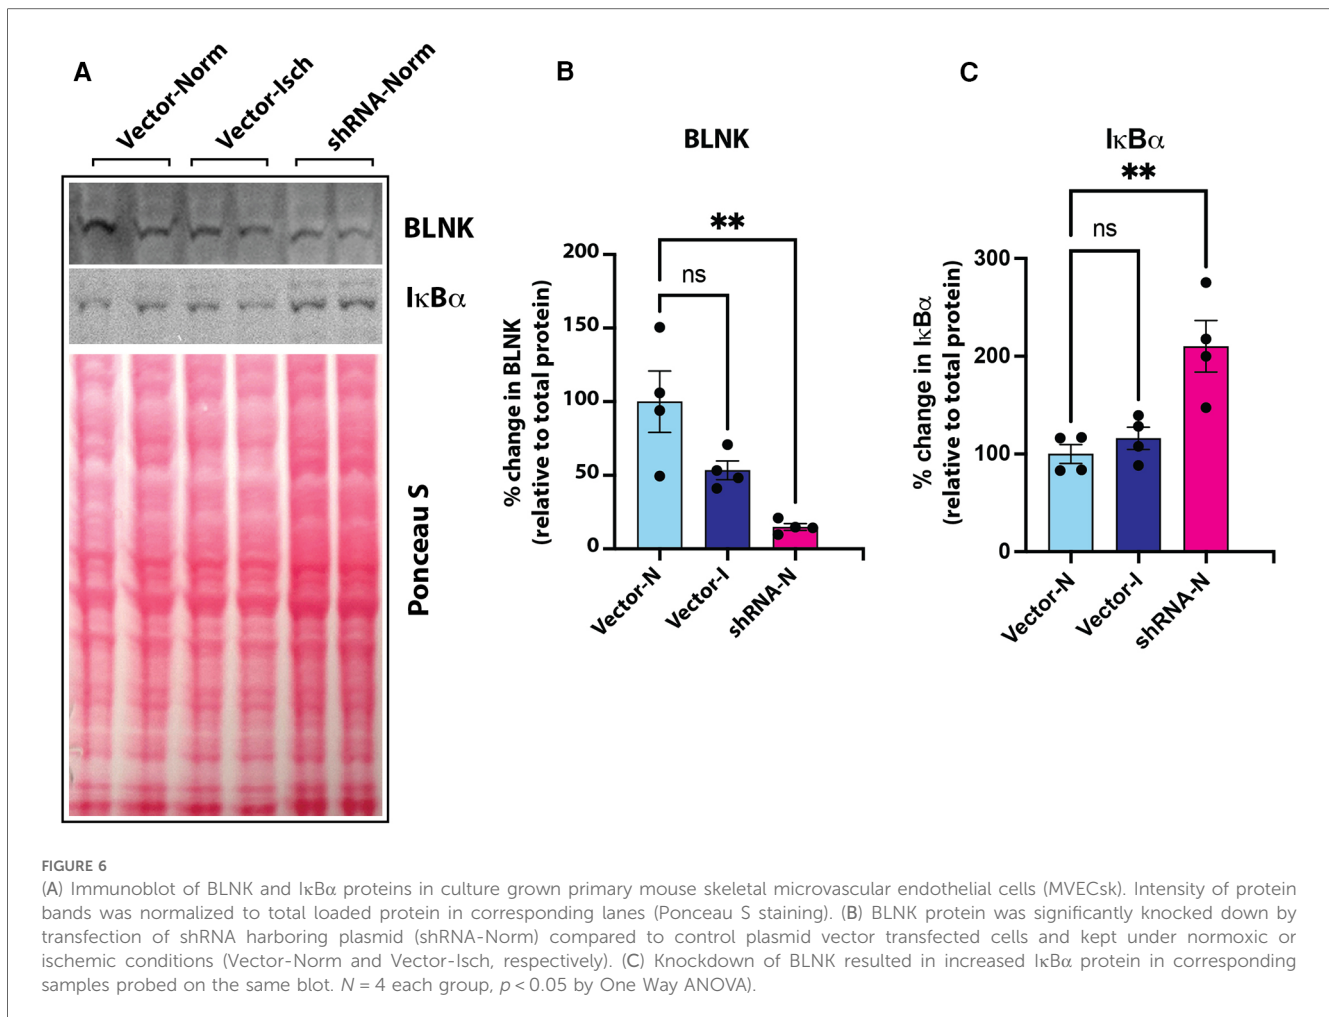 A
Vector-Norm
Vector-Isch
shRNA-Norm
BLNK
IκBα
Ponceau S
B
BLNK
**
ns
% change in BLNK
(relative to total protein)
200
150
100
50
0
Vector-N
Vector-I
shRNA-N
C
IκBα
**
ns
% change in IκBα
(relative to total protein)
300
200
100
0
Vector-N
Vector-I
shRNA-N
FIGURE 6
(A) Immunoblot of BLNK and IκBα proteins in culture grown primary mouse skeletal microvascular endothelial cells (MVECsk). Intensity of protein
bands was normalized to total loaded protein in corresponding lanes (Ponceau S staining). (B) BLNK protein was significantly knocked down by
transfection of shRNA harboring plasmid (shRNA-Norm) compared to control plasmid vector transfected cells and kept under normoxic or
ischemic conditions (Vector-Norm and Vector-Isch, respectively). (C) Knockdown of BLNK resulted in increased IκBα protein in corresponding
samples probed on the same blot. N = 4 each group, p < 0.05 by One Way ANOVA).